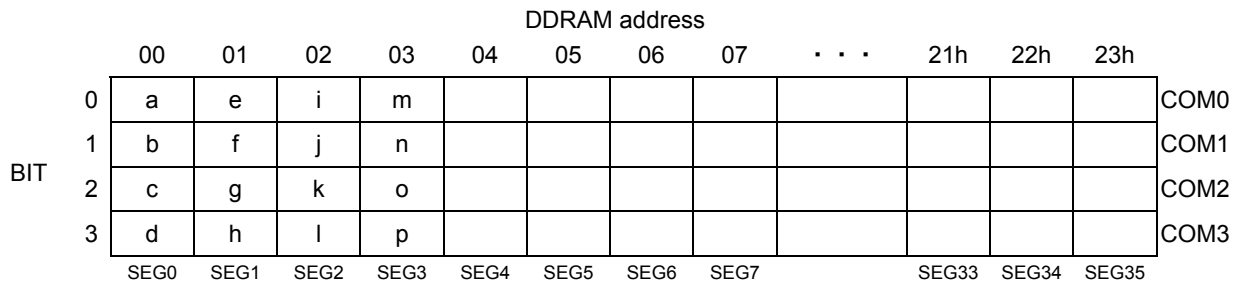 DDRAM address
00 01 02 03 04 05 06 07 · · · 21h 22h 23h
0 a e i m COM0
1 b f j n COM1
BIT
2 c g k o COM2
3 d h l p COM3
SEG0 SEG1 SEG2 SEG3 SEG4 SEG5 SEG6 SEG7 SEG33 SEG34 SEG35